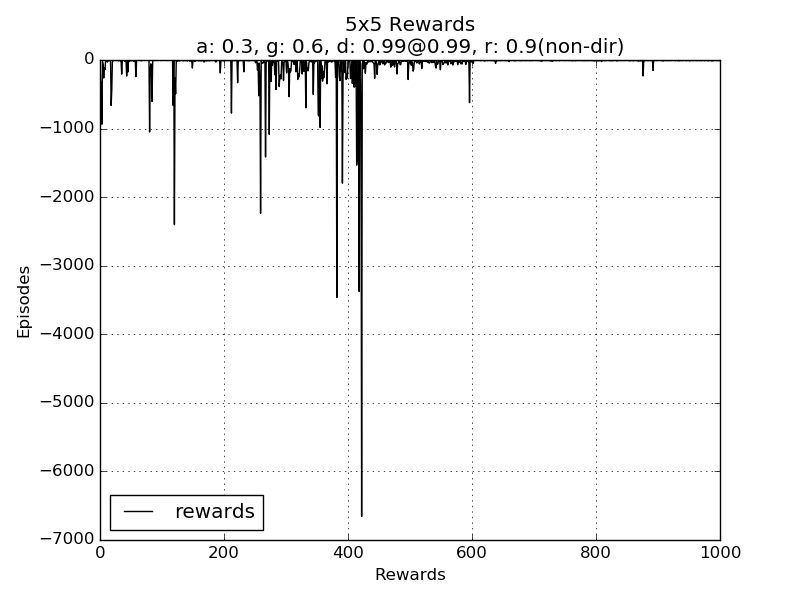 5x5 Rewards
a: 0.3, g: 0.6, d: 0.99@0.99, r: 0.9(non-dir)
0
−1000
−2000
−3000
−4000
−5000
−6000
−7000
Episodes
rewards
0 200 400 600 800 1000
Rewards